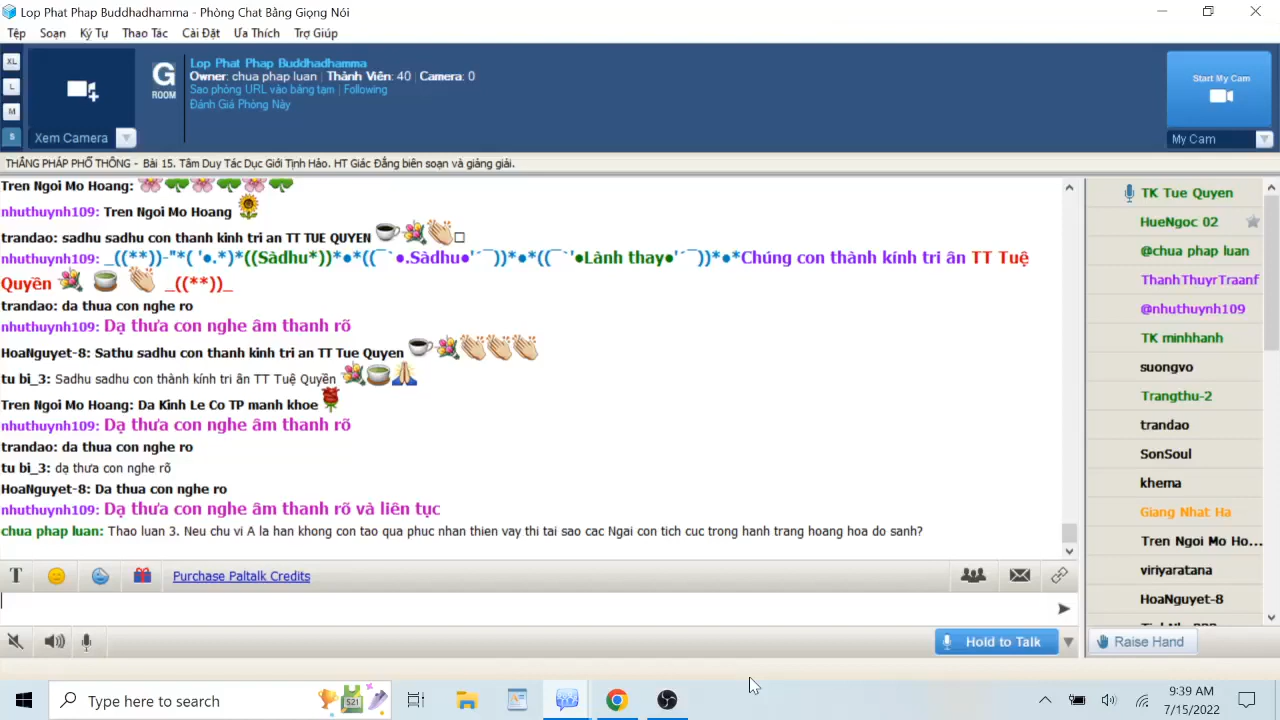 Lop Phat Phap Buddhadhamma - Phòng Chat Bằng Giọng Nói
Tệp Soạn Ký Tự Thao Tác Cài Đặt Ưa Thích Trợ Giúp
XL
L
M
S
Xem Camera
G
ROOM
Lop Phat Phap Buddhadhamma
Owner: chua phap luan | Thành Viên: 40 | Camera: 0
Sao phỏng URL vào bảng tạm | Following
Đánh Giá Phòng Này
Start My Cam
My Cam
THẮNG PHÁP PHỔ THÔNG - Bài 15. Tâm Duy Tác Dục Giới Tịnh Hảo. HT Giác Đẳng biên soạn và giảng giải.
Tren Ngoi Mo Hoang: 🌸☘️🌸☘️🌸☘️
nhuthuynh109: Tren Ngoi Mo Hoang 🌻
trandao: sadhu sadhu con thanh kinh tri an TT TUE QUYEN ☕💐👏□
nhuthuynh109: _((**))-"*( '●.*)*((Sàdhu*))*●*((¯`●.Sàdhu●'´¯))*●*((¯`'●Lành thay●'´¯))*●*Chúng con thành kính tri ân TT Tuệ
Quyền 💐 🍵 👏 _((**))_
trandao: da thua con nghe ro
nhuthuynh109: Dạ thưa con nghe âm thanh rõ
HoaNguyet-8: Sathu sadhu con thanh kinh tri an TT Tue Quyen ☕💐👏👏👏
tu bi_3: Sadhu sadhu con thành kính tri ân TT Tuệ Quyền 💐🍵🙏
Tren Ngoi Mo Hoang: Da Kinh Le Co TP manh khoe 🌹
nhuthuynh109: Dạ thưa con nghe âm thanh rõ
trandao: da thua con nghe ro
tu bi_3: dạ thưa con nghe rõ
HoaNguyet-8: Da thua con nghe ro
nhuthuynh109: Dạ thưa con nghe âm thanh rõ và liên tục
chua phap luan: Thao luan 3. Neu chu vi A la han khong con tao qua phuc nhan thien vay thi tai sao cac Ngai con tich cuc trong hanh trang hoang hoa do sanh?
TK Tue Quyen
HueNgoc 02
@chua phap luan
ThanhThuyrTraanf
@nhuthuynh109
TK minhhanh
suongvo
Trangthu-2
trandao
SonSoul
khema
Giang Nhat Ha
Tren Ngoi Mo Ho...
viriyaratana
HoaNguyet-8
T Purchase Paltalk Credits
Hold to Talk
Raise Hand
Type here to search
521
9:39 AM
7/15/2022